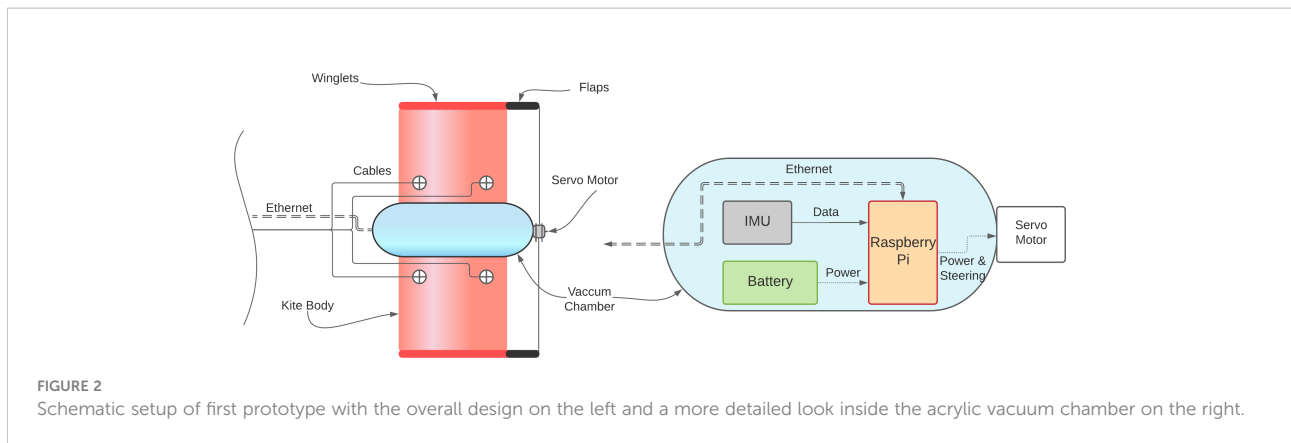 Winglets
Flaps
Cables
Servo Motor
Ethernet
Vaccum
Chamber
Kite Body
Ethernet
IMU
Data
Raspberry
Pi
Servo
Motor
Battery
Power
Power &
Steering
FIGURE 2
Schematic setup of first prototype with the overall design on the left and a more detailed look inside the acrylic vacuum chamber on the right.